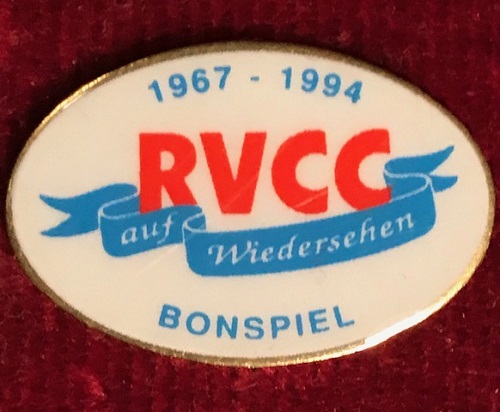 1967 - 1994
RVCC
auf Wiedersehen
BONSPIEL